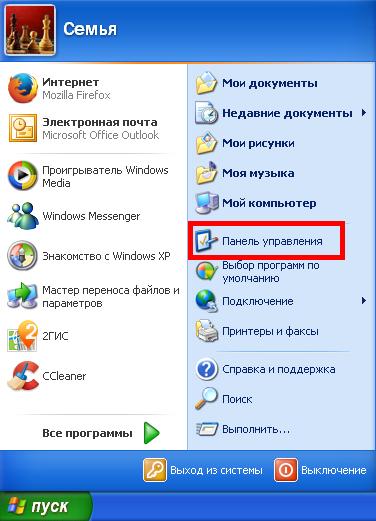 Семья
Интернет
Mozilla Firefox
Электронная почта
Microsoft Office Outlook
Проигрыватель Windows
Media
Windows Messenger
Знакомство с Windows XP
Мастер переноса файлов и
параметров
2ГИС
CCleaner
Все программы
Мои документы
Недавние документы
Мои рисунки
Моя музыка
Мой компьютер
Панель управления
Выбор программ по
умолчанию
Подключение
Принтеры и факсы
Справка и поддержка
Поиск
Выполнить...
Выход из системы
Выключение
пуск